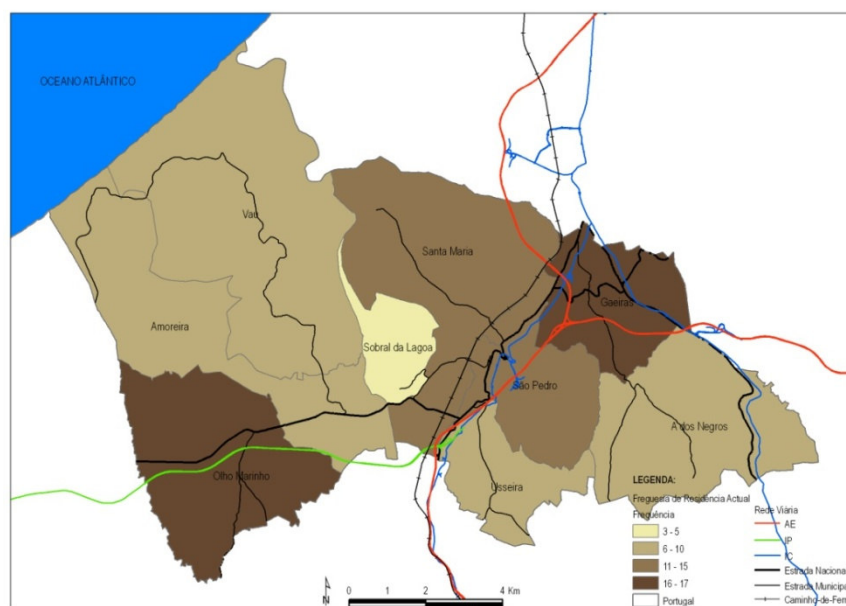 OCEANO ATLÂNTICO
Vau
Santa Maria
Gaeiras
Amoreira
Sobral da Lagoa
São Pedro
A dos Negros
Olho Marinho
Usseira
LEGENDA:
Freguesia de Residência Actual
Frequência
3 - 5
6 - 10
11 - 15
16 - 17
Portugal
Rede Viária
AE
IP
IC
Estrada Naciona
Estrada Municipa
Caminho-de-Ferr
N
0 2 4 Km